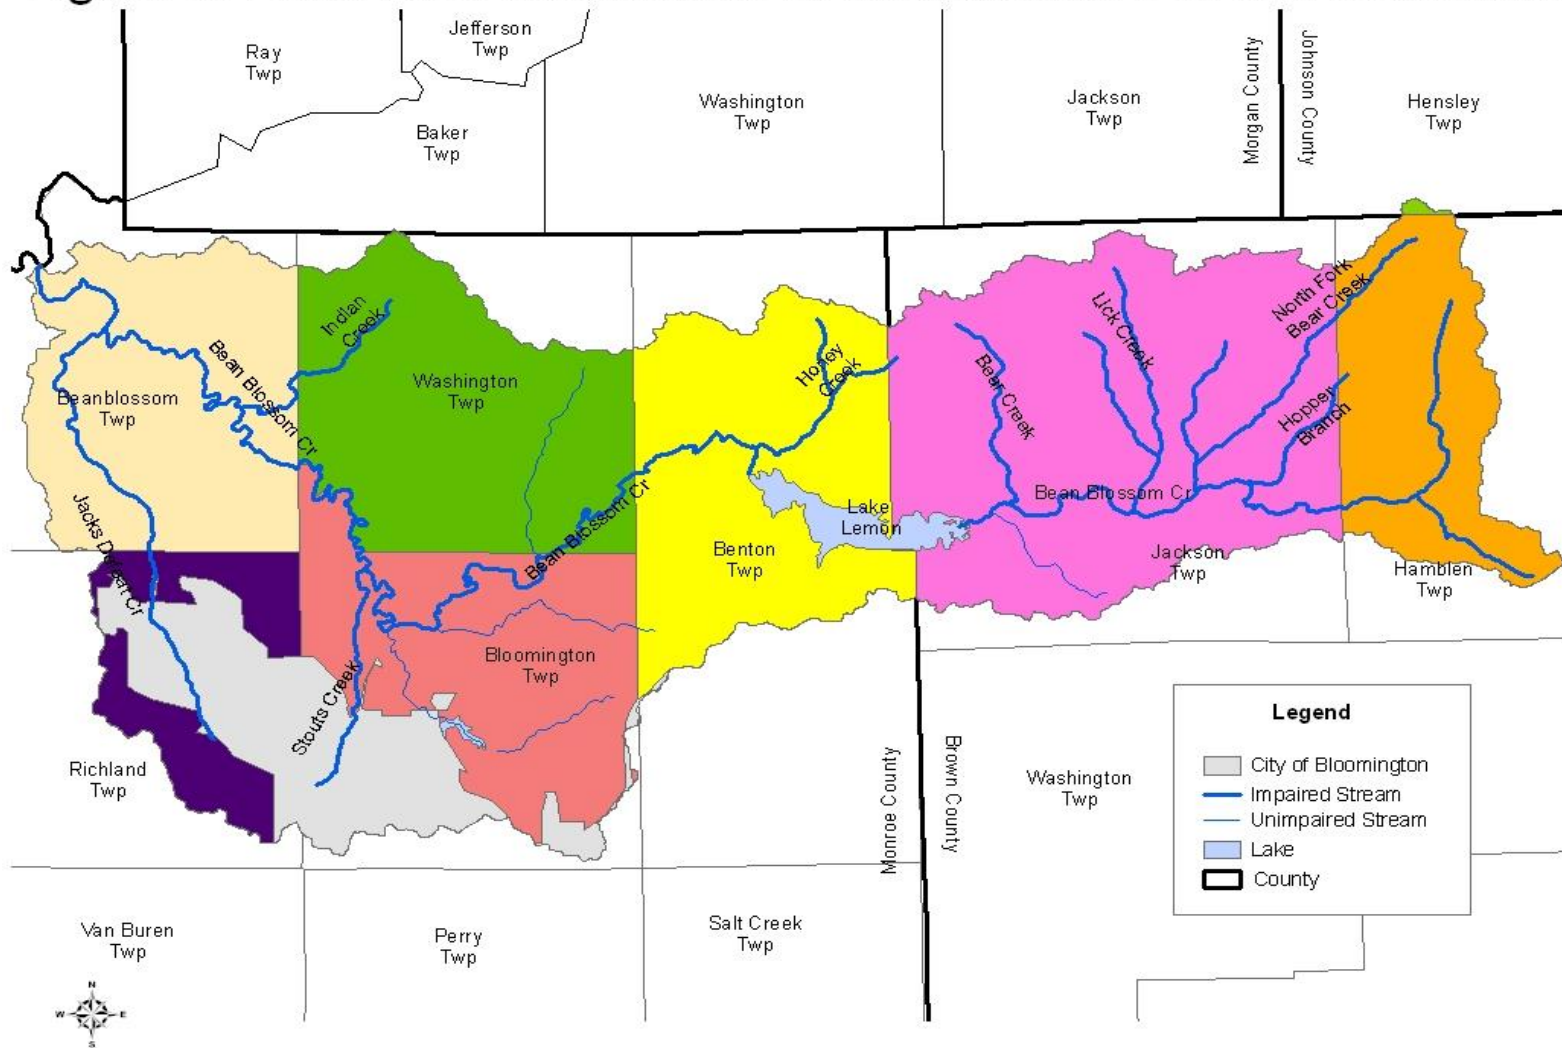 Jefferson
Twp
Ray
Twp
Baker
Twp
Washington
Twp
Jackson
Twp
Morgan County
Johnson County
Hensley
Twp
Indian
Creek
Bean Blossom Cr
Beanblossom
Twp
Washington
Twp
Honey
Creek
Bear Creek
Lick Creek
North Fork
Bear Creek
Hopper
Branch
Bean Blossom Cr
Lake
Lemon
Bean Blossom Cr
Jacks Defeat Cr
Benton
Twp
Jackson
Twp
Hamblen
Twp
Bloomington
Twp
Stouts Creek
Richland
Twp
Monroe County
Brown County
Washington
Twp
Legend
City of Bloomington
Impaired Stream
Unimpaired Stream
Lake
County
Van Buren
Twp
Perry
Twp
Salt Creek
Twp
N
W E
S